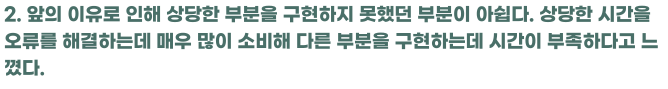 2. 앞의 이유로 인해 상당한 부분을 구현하지 못했던 부분이 아쉽다. 상당한 시간을
오류를 해결하는데 매우 많이 소비해 다른 부분을 구현하는데 시간이 부족하다고 느
꼈다.